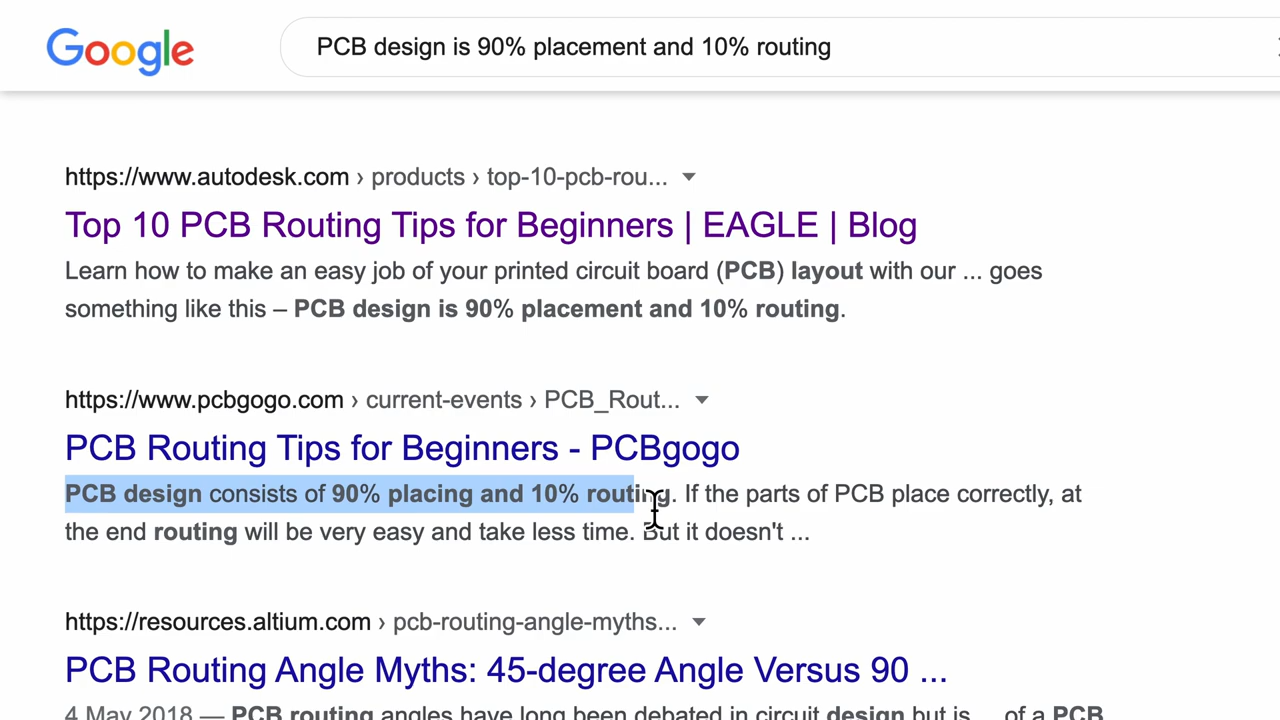 Google
PCB design is 90% placement and 10% routing
https://www.autodesk.com › products › top-10-pcb-rou...
Top 10 PCB Routing Tips for Beginners | EAGLE | Blog
Learn how to make an easy job of your printed circuit board (PCB) layout with our ... goes
something like this – PCB design is 90% placement and 10% routing.
https://www.pcbgogo.com › current-events › PCB_Rout...
PCB Routing Tips for Beginners - PCBgogo
PCB design consists of 90% placing and 10% routing. If the parts of PCB place correctly, at
the end routing will be very easy and take less time. But it doesn't ...
https://resources.altium.com › pcb-routing-angle-myths...
PCB Routing Angle Myths: 45-degree Angle Versus 90 ...
4 May 2018 — PCB routing angles have long been debated in circuit design but is ... of a PCB